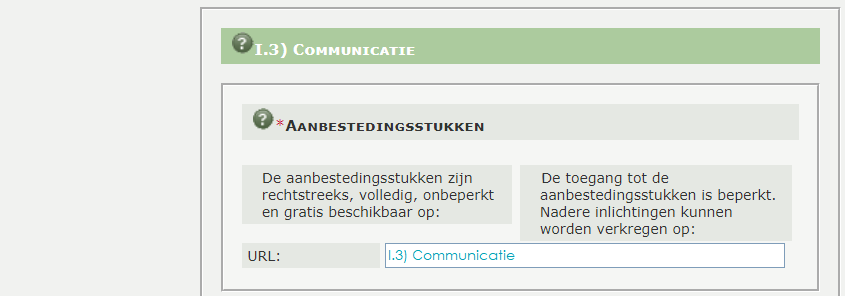 I.3) Communicatie
*Aanbestedingsstukken
De aanbestedingsstukken zijn
rechtstreeks, volledig, onbeperkt
en gratis beschikbaar op:
De toegang tot de
aanbestedingsstukken is beperkt.
Nadere inlichtingen kunnen
worden verkregen op:
URL:
I.3) Communicatie